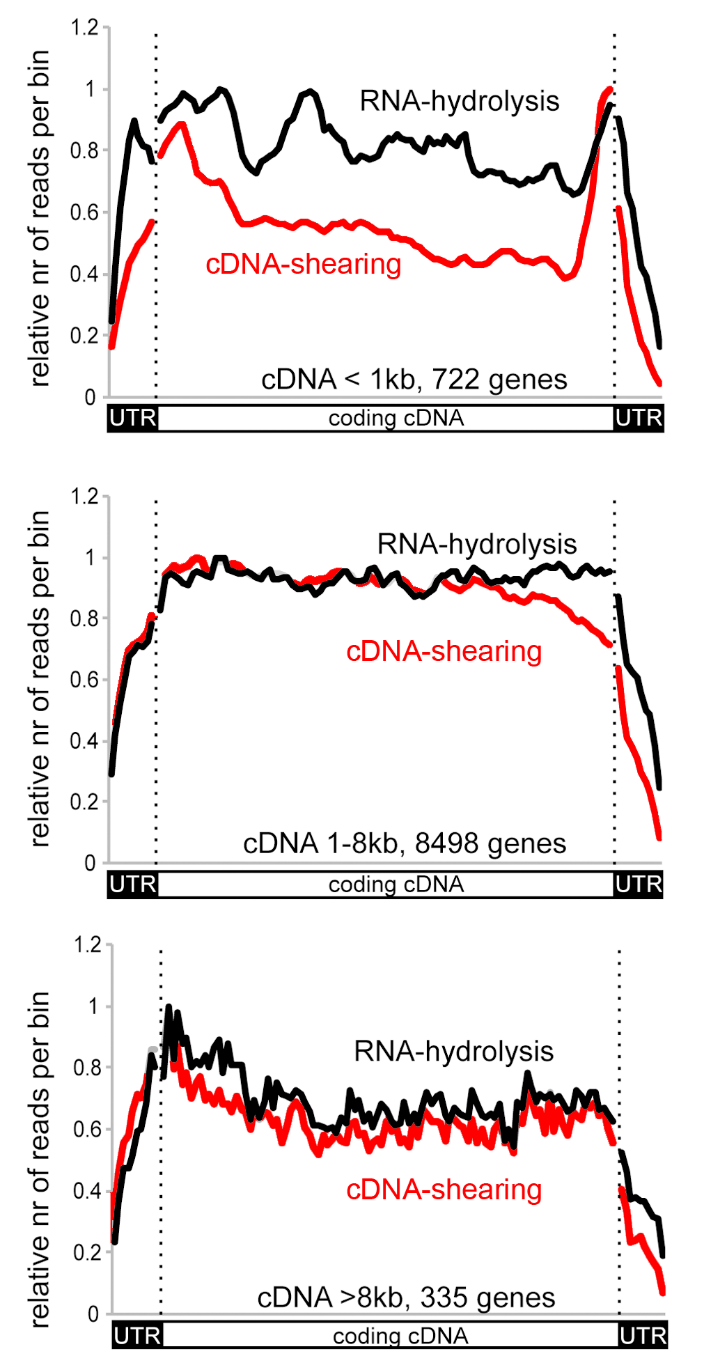 relative nr of reads per bin
1.2
1
0.8
0.6
0.4
0.2
0
RNA-hydrolysis
cDNA-shearing
cDNA < 1kb, 722 genes
UTR coding cDNA UTR
relative nr of reads per bin
1.2
1
0.8
0.6
0.4
0.2
0
RNA-hydrolysis
cDNA-shearing
cDNA 1-8kb, 8498 genes
UTR coding cDNA UTR
relative nr of reads per bin
1.2
1
0.8
0.6
0.4
0.2
0
RNA-hydrolysis
cDNA-shearing
cDNA >8kb, 335 genes
UTR coding cDNA UTR